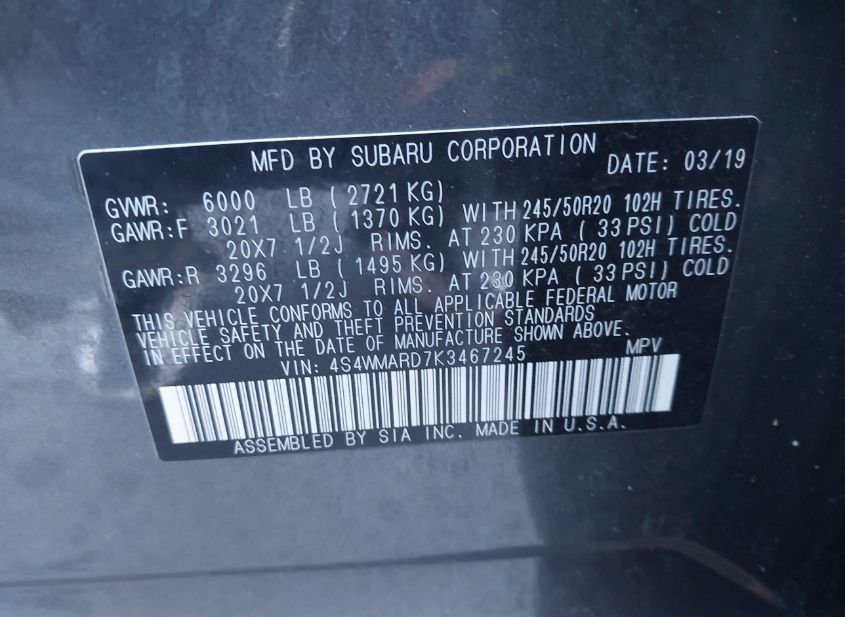 MFD BY SUBARU CORPORATION DATE: 03/19
GVWR: 6000 LB (2721 KG)
GAWR:F 3021 LB (1370 KG) WITH 245/50R20 102H TIRES.
20X7 1/2J RIMS. AT 230 KPA (33 PSI) COLD
GAWR:R 3296 LB (1495 KG) WITH 245/50R20 102H TIRES.
20X7 1/2J RIMS. AT 230 KPA (33 PSI) COLD
THIS VEHICLE CONFORMS TO ALL APPLICABLE FEDERAL MOTOR
VEHICLE SAFETY AND THEFT PREVENTION STANDARDS
IN EFFECT ON THE DATE OF MANUFACTURE SHOWN ABOVE.
VIN: 4S4WMARD7K3467245 MPV
ASSEMBLED BY SIA INC. MADE IN U.S.A.